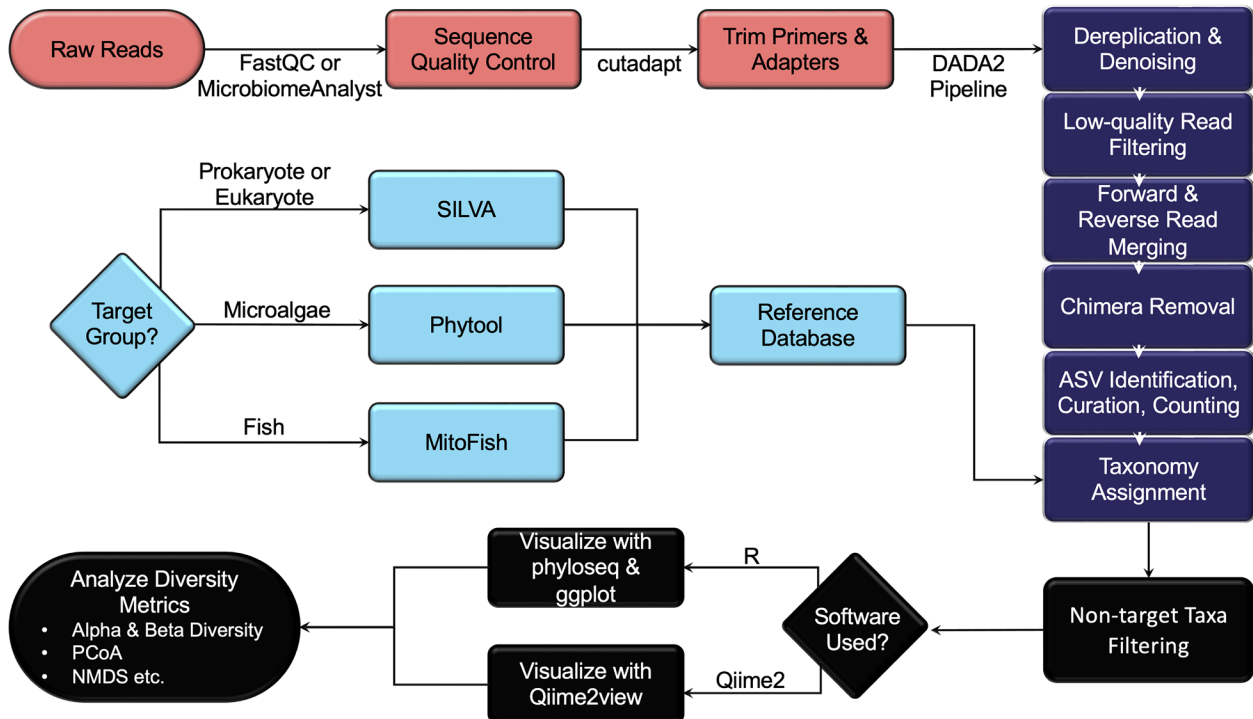 Raw Reads
FastQC or
MicrobiomeAnalyst
Sequence
Quality Control
cutadapt
Trim Primers &
Adapters
DADA2
Pipeline
Dereplication &
Denoising
Low-quality Read
Filtering
Forward &
Reverse Read
Merging
Chimera Removal
ASV Identification,
Curation, Counting
Taxonomy
Assignment
Target
Group?
Prokaryote or
Eukaryote
SILVA
Microalgae
Phytool
Fish
MitoFish
Reference
Database
Non-target Taxa
Filtering
Software
Used?
R
Visualize with
phyloseq &
ggplot
Qiime2
Visualize with
Qiime2view
Analyze Diversity
Metrics
• Alpha & Beta Diversity
• PCoA
• NMDS etc.